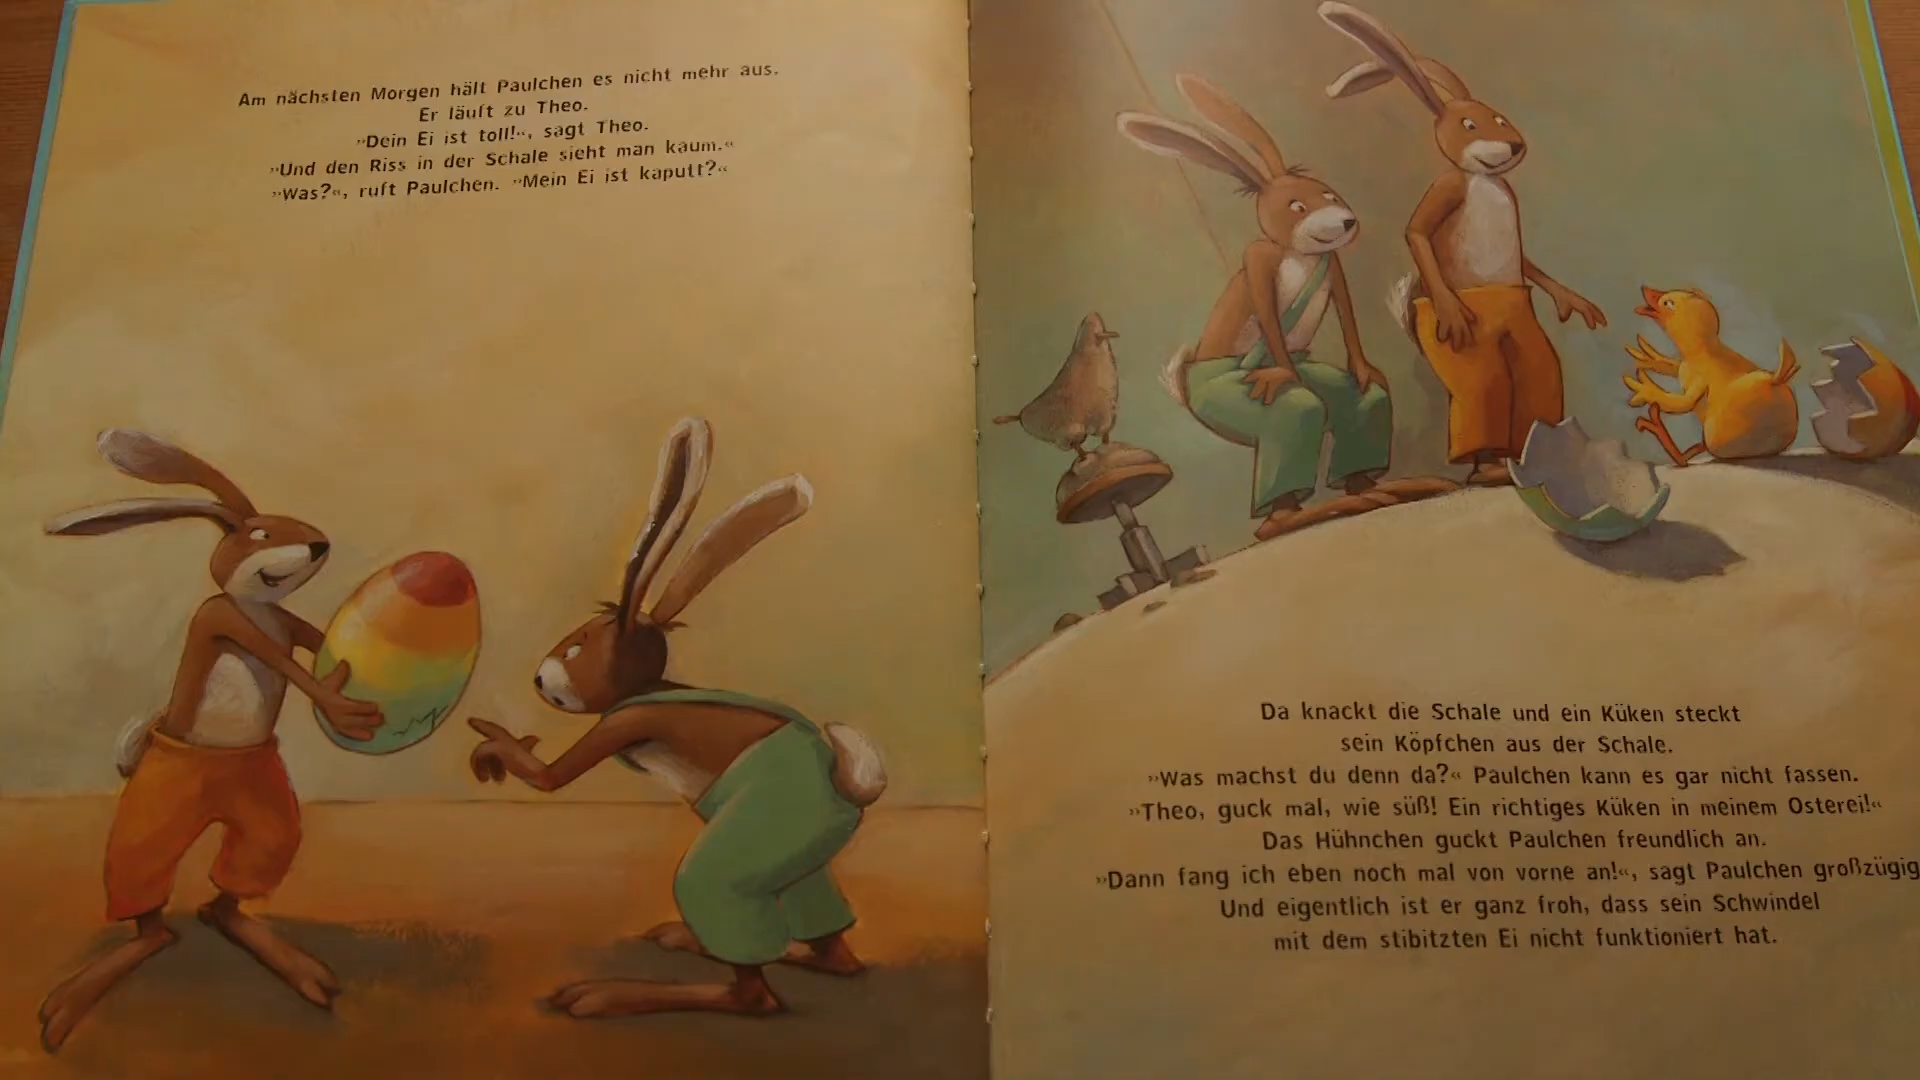 Am nächsten Morgen hält Paulchen es nicht mehr aus.
Er läuft zu Theo.
»Dein Ei ist toll!«, sagt Theo.
»Und den Riss in der Schale sieht man kaum.«
»Was?«, ruft Paulchen. »Mein Ei ist kaputt?«
Da knackt die Schale und ein Küken steckt
sein Köpfchen aus der Schale.
»Was machst du denn da?« Paulchen kann es gar nicht fassen.
»Theo, guck mal, wie süß! Ein richtiges Küken in meinem Osterei!«
Das Hühnchen guckt Paulchen freundlich an.
»Dann fang ich eben noch mal von vorne an!«, sagt Paulchen großzügig
Und eigentlich ist er ganz froh, dass sein Schwindel
mit dem stibitzten Ei nicht funktioniert hat.